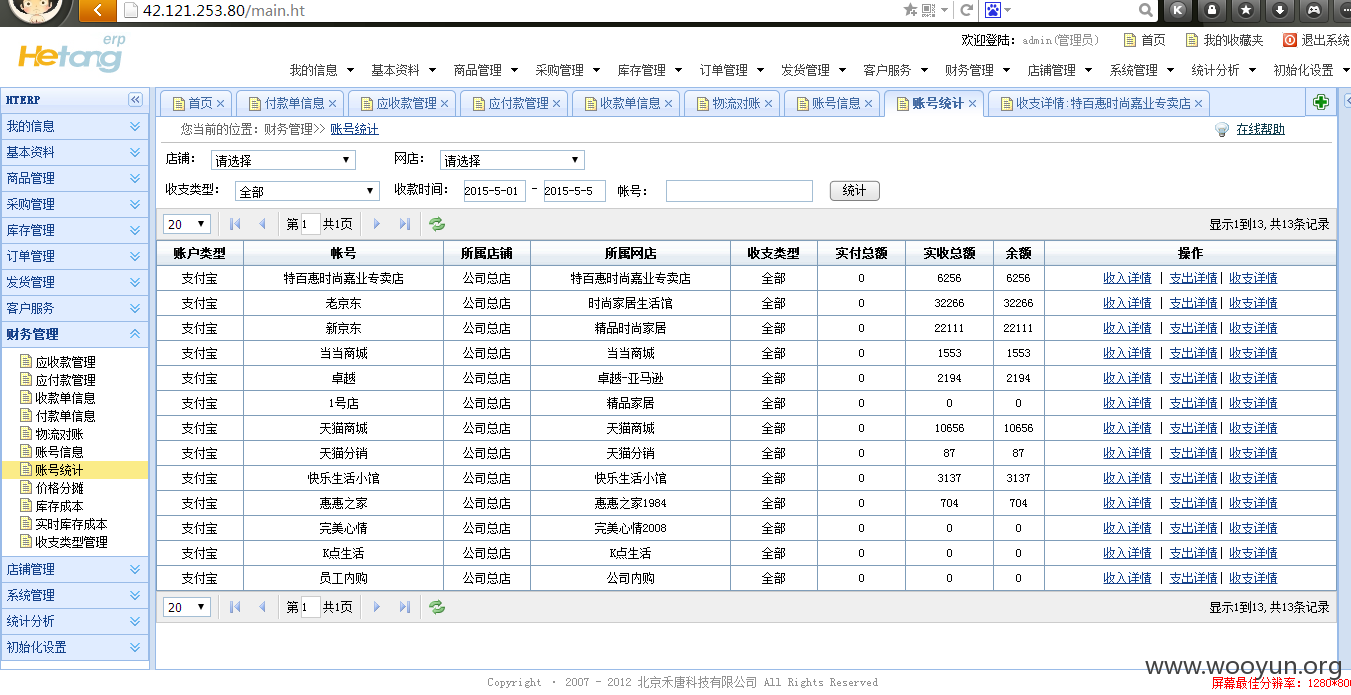 42.121.253.80/main.ht
Hetang erp
欢迎登陆：admin(管理员) 首页 我的收藏夹 退出系统
我的信息 基本资料 商品管理 采购管理 库存管理 订单管理 发货管理 客户服务 财务管理 店铺管理 系统管理 统计分析 初始化设置
HTERP
我的信息
基本资料
商品管理
采购管理
库存管理
订单管理
发货管理
客户服务
财务管理
应收款管理
应付款管理
收款单信息
付款单信息
物流对账
账号信息
账号统计
价格分摊
库存成本
实时库存成本
收支类型管理
店铺管理
系统管理
统计分析
初始化设置
首页 付款单信息 应收款管理 应付款管理 收款单信息 物流对账 账号信息 账号统计 收支详情:特百惠时尚嘉业专卖店
您当前的位置：财务管理>> 账号统计 在线帮助
店铺： 请选择 网店： 请选择
收支类型： 全部 收款时间： 2015-5-01 - 2015-5-5 帐号： 统计
20 第 1 共1页 显示1到13, 共13条记录
账户类型 帐号 所属店铺 所属网店 收支类型 实付总额 实收总额 余额 操作
支付宝 特百惠时尚嘉业专卖店 公司总店 特百惠时尚嘉业专卖店 全部 0 6256 6256 收入详情 | 支出详情| 收支详情
支付宝 老京东 公司总店 时尚家居生活馆 全部 0 32266 32266 收入详情 | 支出详情| 收支详情
支付宝 新京东 公司总店 精品时尚家居 全部 0 22111 22111 收入详情 | 支出详情| 收支详情
支付宝 当当商城 公司总店 当当商城 全部 0 1553 1553 收入详情 | 支出详情| 收支详情
支付宝 卓越 公司总店 卓越-亚马逊 全部 0 2194 2194 收入详情 | 支出详情| 收支详情
支付宝 1号店 公司总店 精品家居 全部 0 0 0 收入详情 | 支出详情| 收支详情
支付宝 天猫商城 公司总店 天猫商城 全部 0 10656 10656 收入详情 | 支出详情| 收支详情
支付宝 天猫分销 公司总店 天猫分销 全部 0 87 87 收入详情 | 支出详情| 收支详情
支付宝 快乐生活小馆 公司总店 快乐生活小馆 全部 0 3137 3137 收入详情 | 支出详情| 收支详情
支付宝 惠惠之家 公司总店 惠惠之家1984 全部 0 704 704 收入详情 | 支出详情| 收支详情
支付宝 完美心情 公司总店 完美心情2008 全部 0 0 0 收入详情 | 支出详情| 收支详情
支付宝 K点生活 公司总店 K点生活 全部 0 0 0 收入详情 | 支出详情| 收支详情
支付宝 员工内购 公司总店 公司内购 全部 0 0 0 收入详情 | 支出详情| 收支详情
20 第 1 共1页 显示1到13, 共13条记录
Copyright · 2007 - 2012 北京禾唐科技有限公司 All Rights Reserved
www.wooyun.org
屏幕最佳分辨率：1280*800